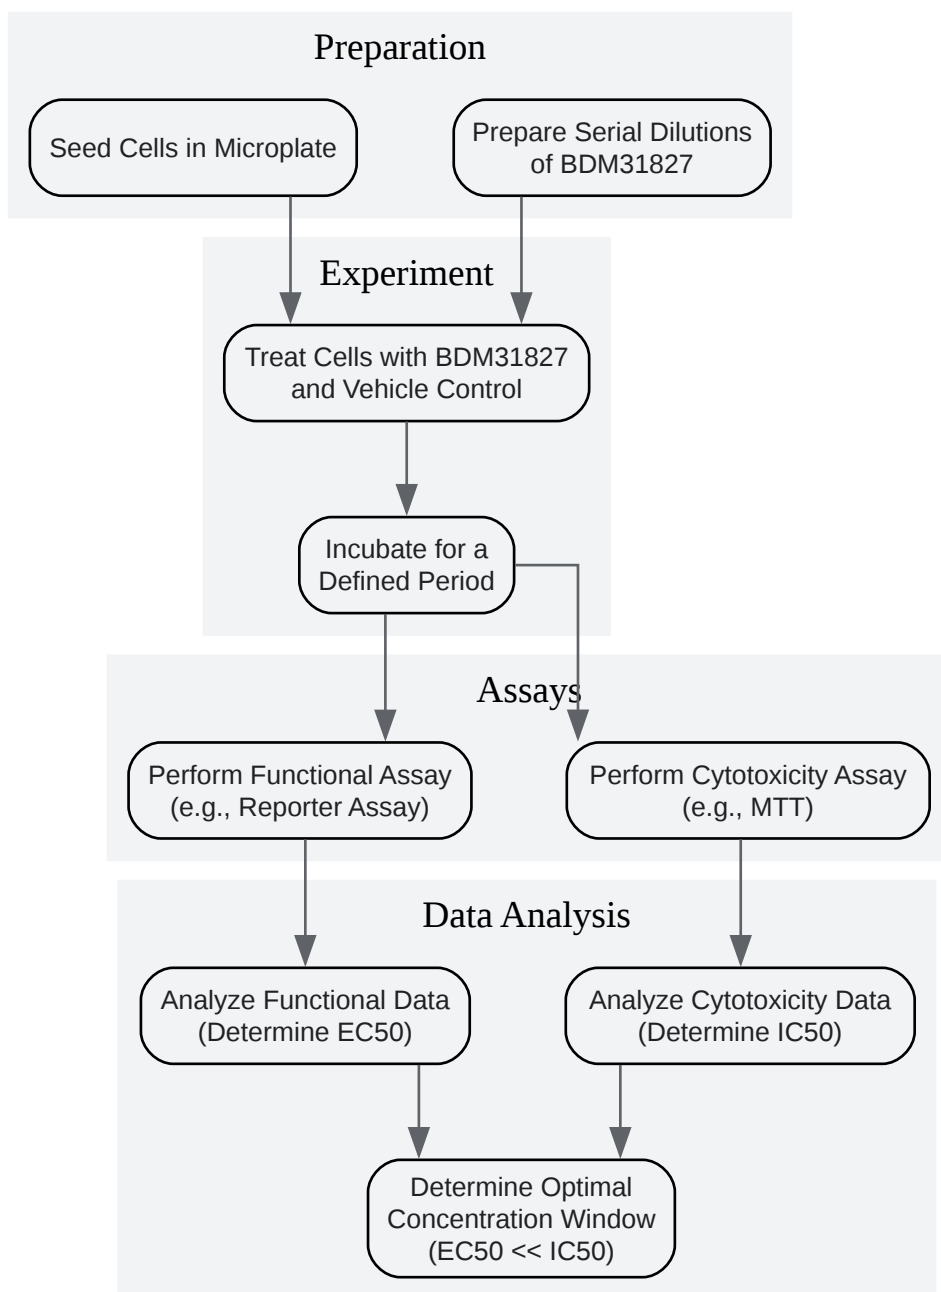 Preparation
Seed Cells in Microplate
Prepare Serial Dilutions
of BDM31827
Experiment
Treat Cells with BDM31827
and Vehicle Control
Incubate for a
Defined Period
Assays
Perform Functional Assay
(e.g., Reporter Assay)
Perform Cytotoxicity Assay
(e.g., MTT)
Data Analysis
Analyze Functional Data
(Determine EC50)
Analyze Cytotoxicity Data
(Determine IC50)
Determine Optimal
Concentration Window
(EC50 << IC50)